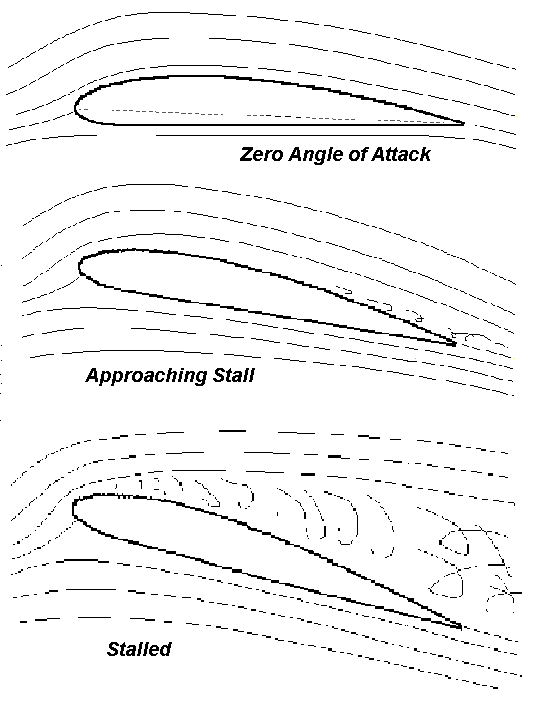 Zero Angle of Attack
Approaching Stall
Stalled